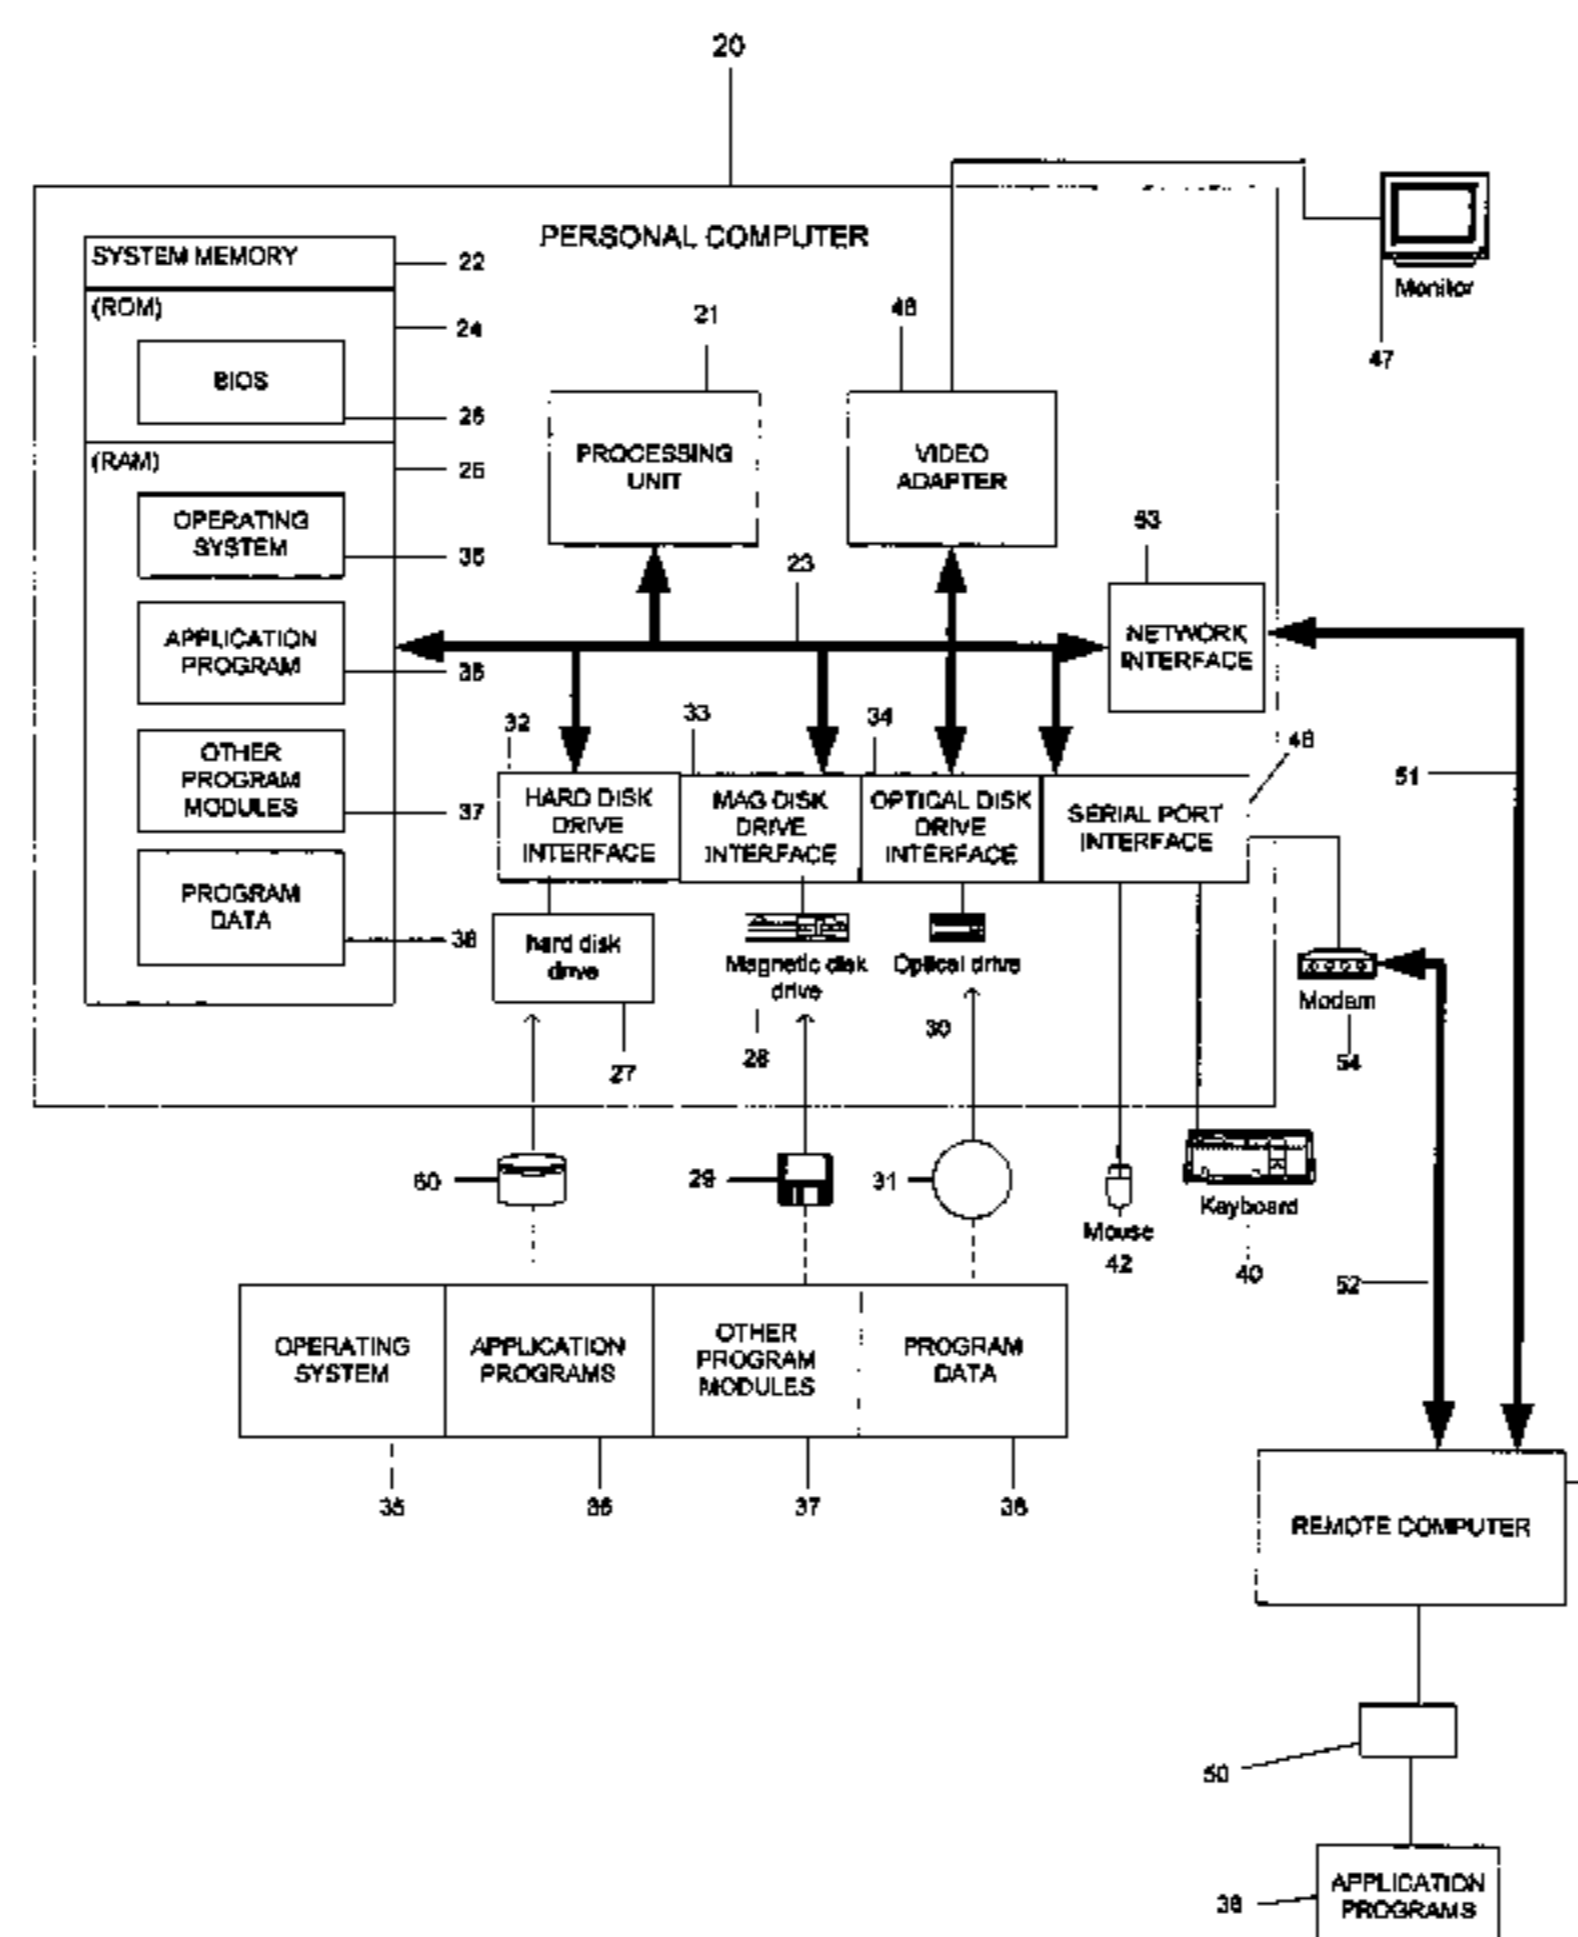 20
PERSONAL COMPUTER
SYSTEM MEMORY
22
(ROM)
24
BIOS
26
(RAM)
25
OPERATING
SYSTEM
35
APPLICATION
PROGRAM
36
OTHER
PROGRAM
MODULES
37
PROGRAM
DATA
38
21
PROCESSING
UNIT
48
VIDEO
ADAPTER
Monitor
47
23
53
NETWORK
INTERFACE
32
HARD DISK
DRIVE
INTERFACE
33
MAG DISK
DRIVE
INTERFACE
34
OPTICAL DISK
DRIVE
INTERFACE
46
SERIAL PORT
INTERFACE
51
hard disk
drive
27
Magnetic disk
drive
28
Optical drive
30
Modem
54
60
29
31
Mouse
42
Keyboard
40
52
OPERATING
SYSTEM
APPLICATION
PROGRAMS
OTHER
PROGRAM
MODULES
PROGRAM
DATA
35
36
37
38
REMOTE COMPUTER
50
APPLICATION
PROGRAMS
36